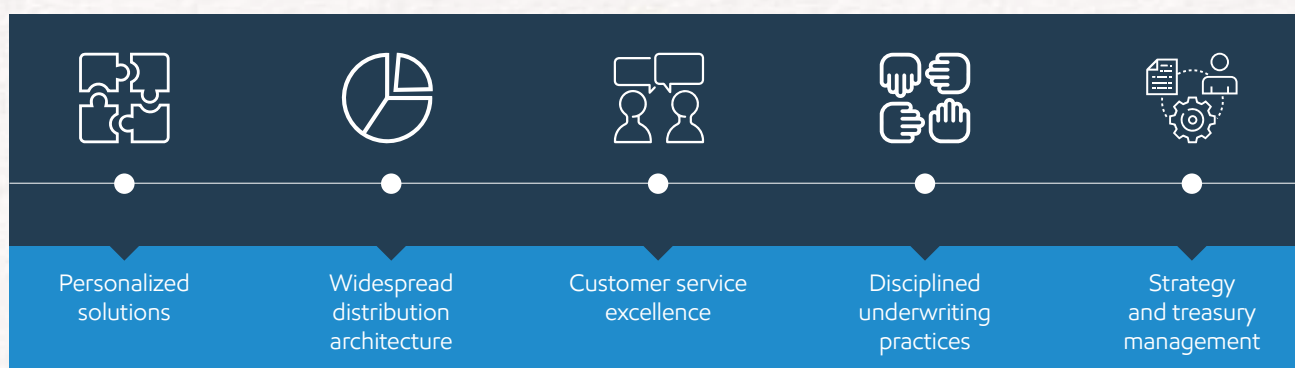 Personalized
solutions
Widespread
distribution
architecture
Customer service
excellence
Disciplined
underwriting
practices
Strategy
and treasury
management